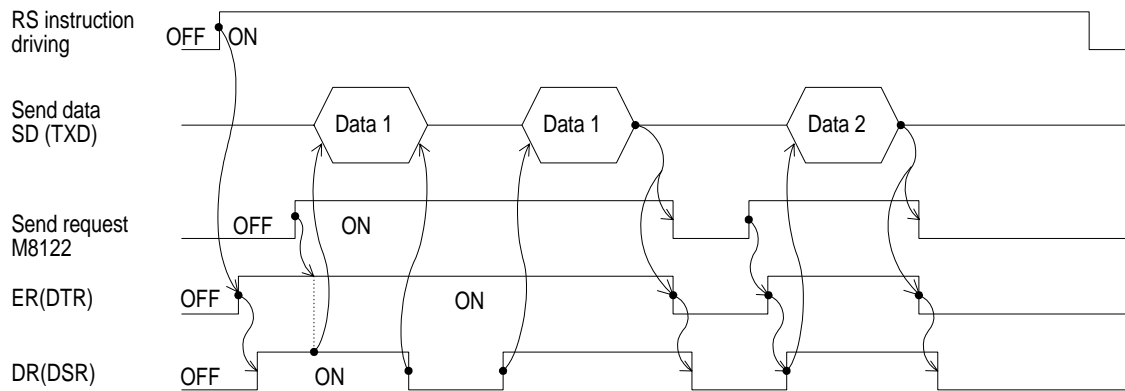 RS instruction
driving
OFF ON
Send data
SD (TXD)
Data 1 Data 1 Data 2
Send request
M8122
OFF ON
ER(DTR)
OFF ON
DR(DSR)
OFF ON